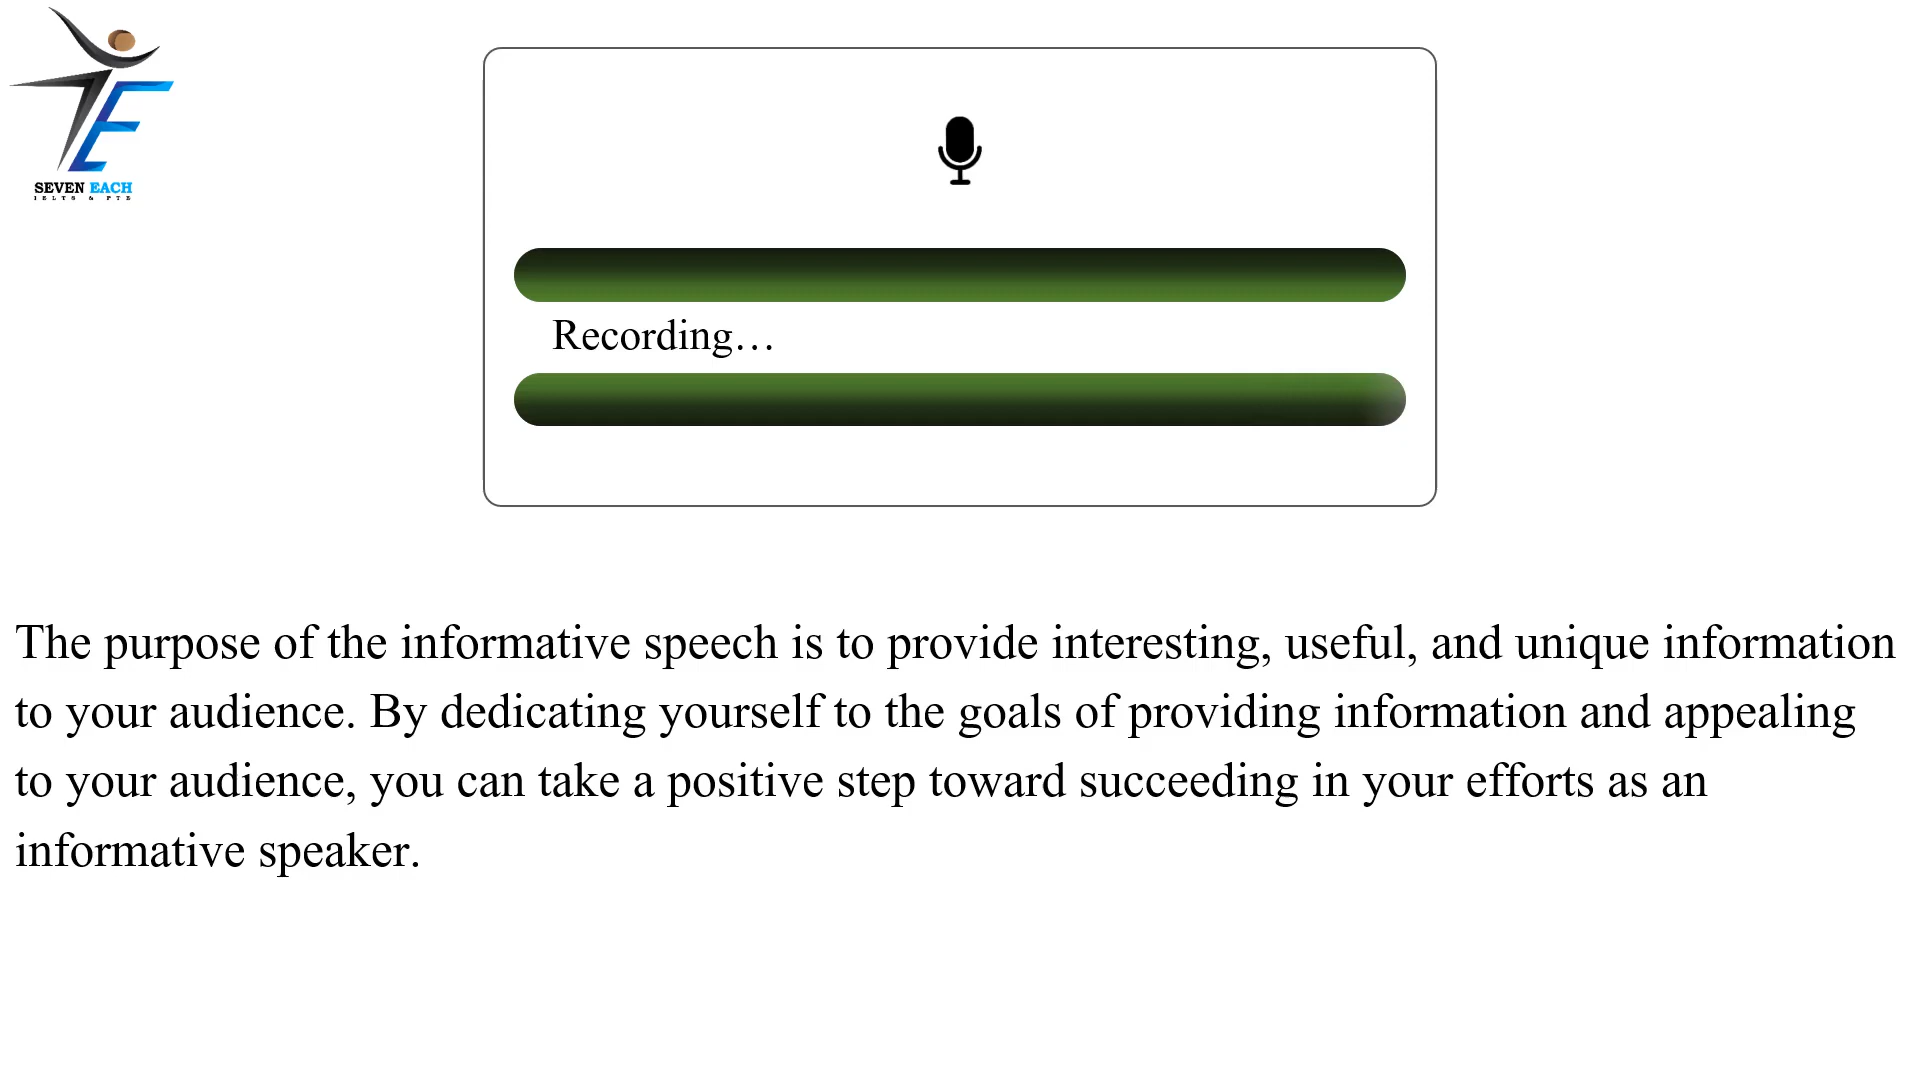 SEVEN EACH
IELTS & PTE
Recording…
The purpose of the informative speech is to provide interesting, useful, and unique information
to your audience. By dedicating yourself to the goals of providing information and appealing
to your audience, you can take a positive step toward succeeding in your efforts as an
informative speaker.